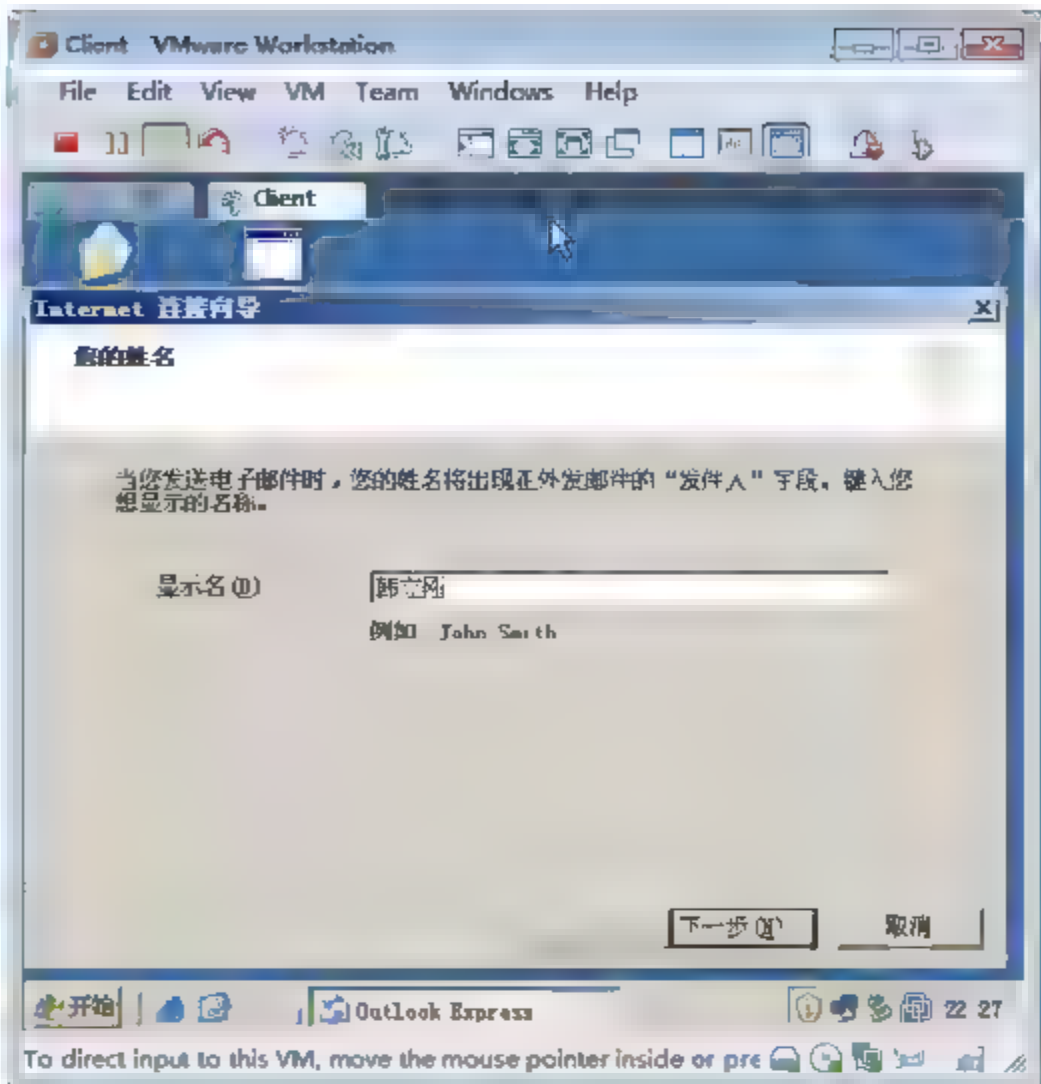 Client VMware Workstation
File Edit View VM Team Windows Help
Client
Internet 连接向导
您的姓名
当您发送电子邮件时，您的姓名将出现在外发邮件的“发件人”字段。键入您
想显示的名称。
显示名(D)
韩立刚
例如 John Smith
下一步(N)
取消
开始
Outlook Express
22 27
To direct input to this VM, move the mouse pointer inside or pre